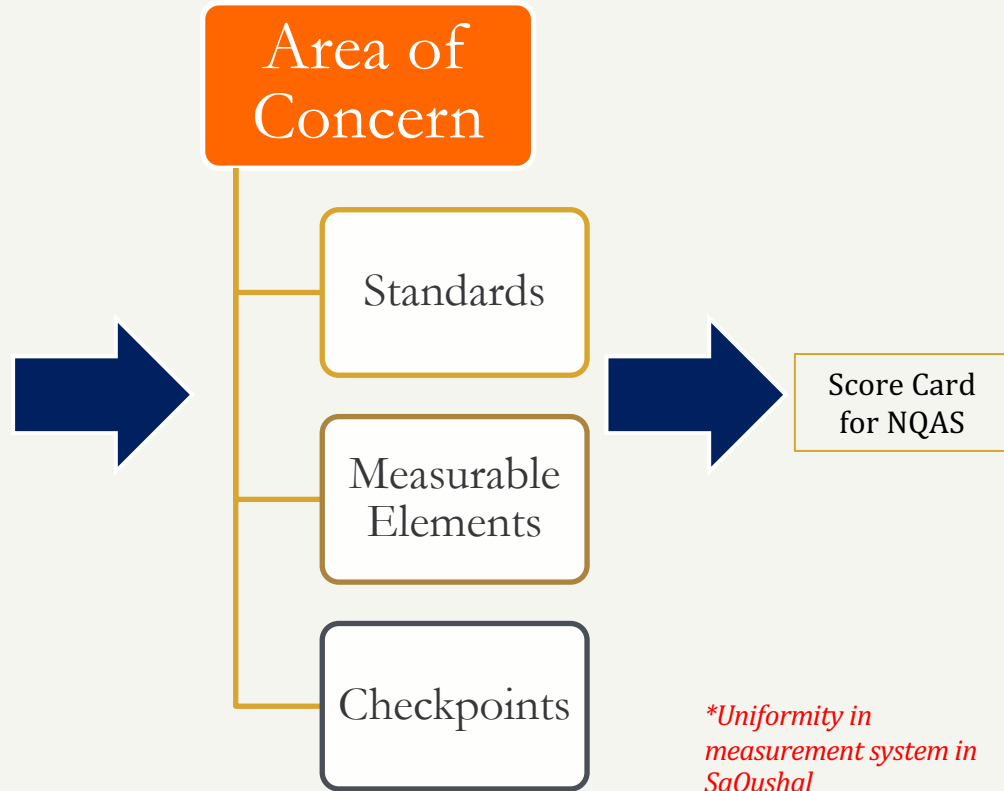 Area of
Concern
Standards
Measurable
Elements
Checkpoints
Score Card
for NQAS
*Uniformity in
measurement system in
SaQushal